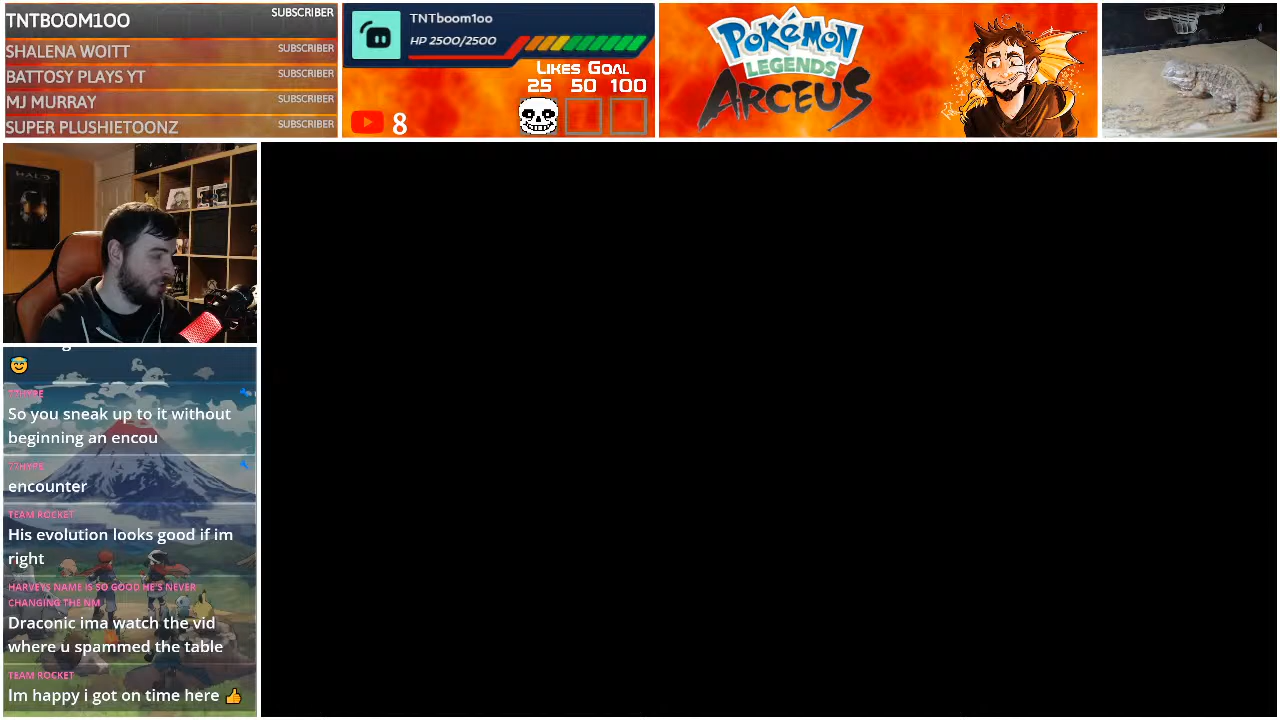 TNTBOOM1OO SUBSCRIBER
SHALENA WOITT SUBSCRIBER
BATTOSY PLAYS YT SUBSCRIBER
MJ MURRAY SUBSCRIBER
SUPER PLUSHIETOONZ SUBSCRIBER
TNTboom1oo
HP 2500/2500
LIKES GOAL
25 50 100
8
POKÉMON
LEGENDS
ARCEUS
HALO
77HYPE
So you sneak up to it without
beginning an encou
77HYPE
encounter
TEAM ROCKET
His evolution looks good if im
right
HARVEYS NAME IS SO GOOD HE'S NEVER
CHANGING THE NM
Draconic ima watch the vid
where u spammed the table
TEAM ROCKET
Im happy i got on time here 👍